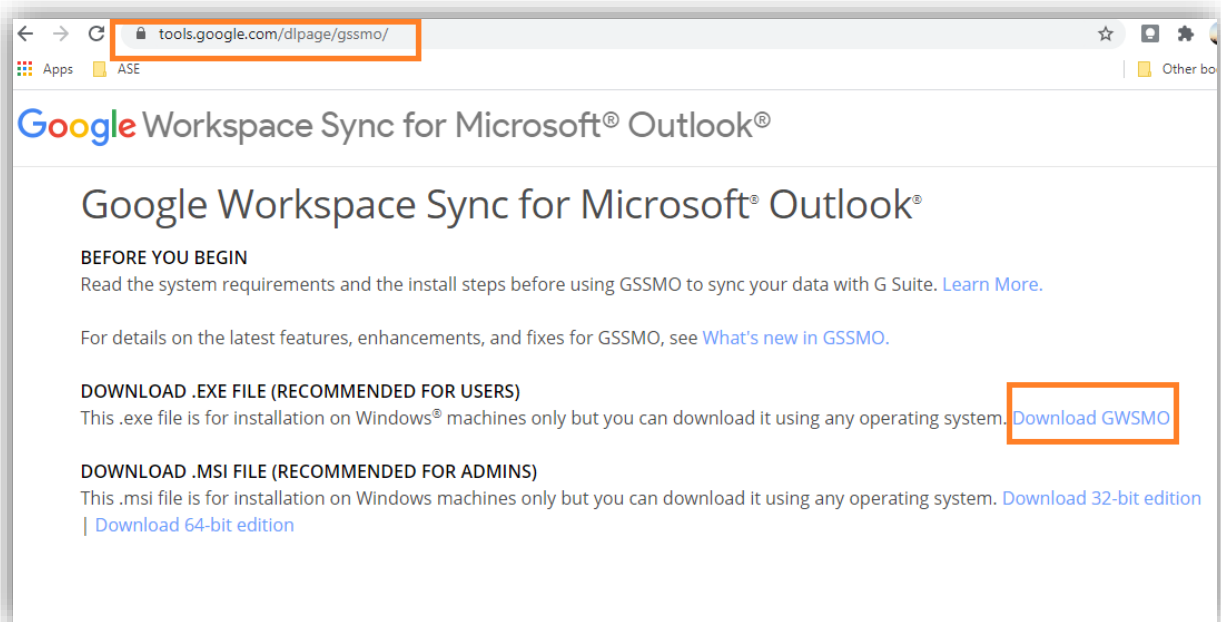 tools.google.com/dlpage/gssmo/
Apps ASE Other bo
Google Workspace Sync for Microsoft® Outlook®
Google Workspace Sync for Microsoft® Outlook®
BEFORE YOU BEGIN
Read the system requirements and the install steps before using GSSMO to sync your data with G Suite. Learn More.
For details on the latest features, enhancements, and fixes for GSSMO, see What's new in GSSMO.
DOWNLOAD .EXE FILE (RECOMMENDED FOR USERS)
This .exe file is for installation on Windows® machines only but you can download it using any operating system. Download GWSMO
DOWNLOAD .MSI FILE (RECOMMENDED FOR ADMINS)
This .msi file is for installation on Windows machines only but you can download it using any operating system. Download 32-bit edition
| Download 64-bit edition